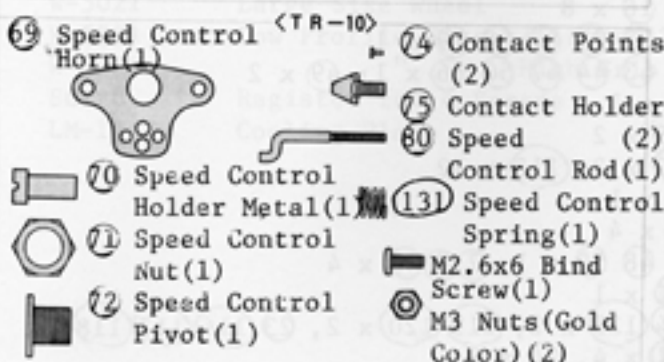 <TR-10>
69 Speed Control
Horn(1)
70 Speed Control
Holder Metal(1)
71 Speed Control
Nut(1)
72 Speed Control
Pivot(1)
74 Contact Points
(2)
75 Contact Holder
(2)
80 Speed
Control Rod(1)
131 Speed Control
Spring(1)
M2.6x6 Bind
Screw(1)
M3 Nuts(Gold
Color)(2)